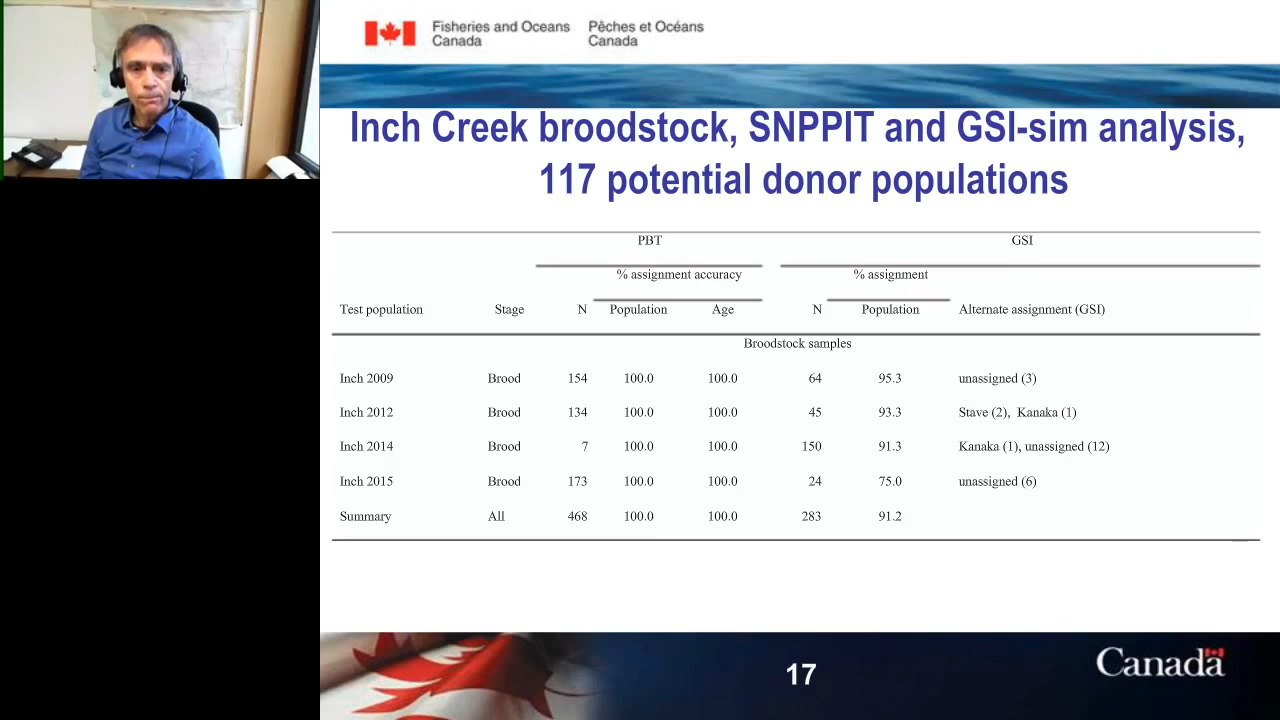 Fisheries and Oceans Pêches et Océans
Canada Canada
Inch Creek broodstock, SNPPIT and GSI-sim analysis,
117 potential donor populations
PBT GSI
% assignment accuracy % assignment
Test population Stage N Population Age N Population Alternate assignment (GSI)
Broodstock samples
Inch 2009 Brood 154 100.0 100.0 64 95.3 unassigned (3)
Inch 2012 Brood 134 100.0 100.0 45 93.3 Stave (2), Kanaka (1)
Inch 2014 Brood 7 100.0 100.0 150 91.3 Kanaka (1), unassigned (12)
Inch 2015 Brood 173 100.0 100.0 24 75.0 unassigned (6)
Summary All 468 100.0 100.0 283 91.2
17
Canada